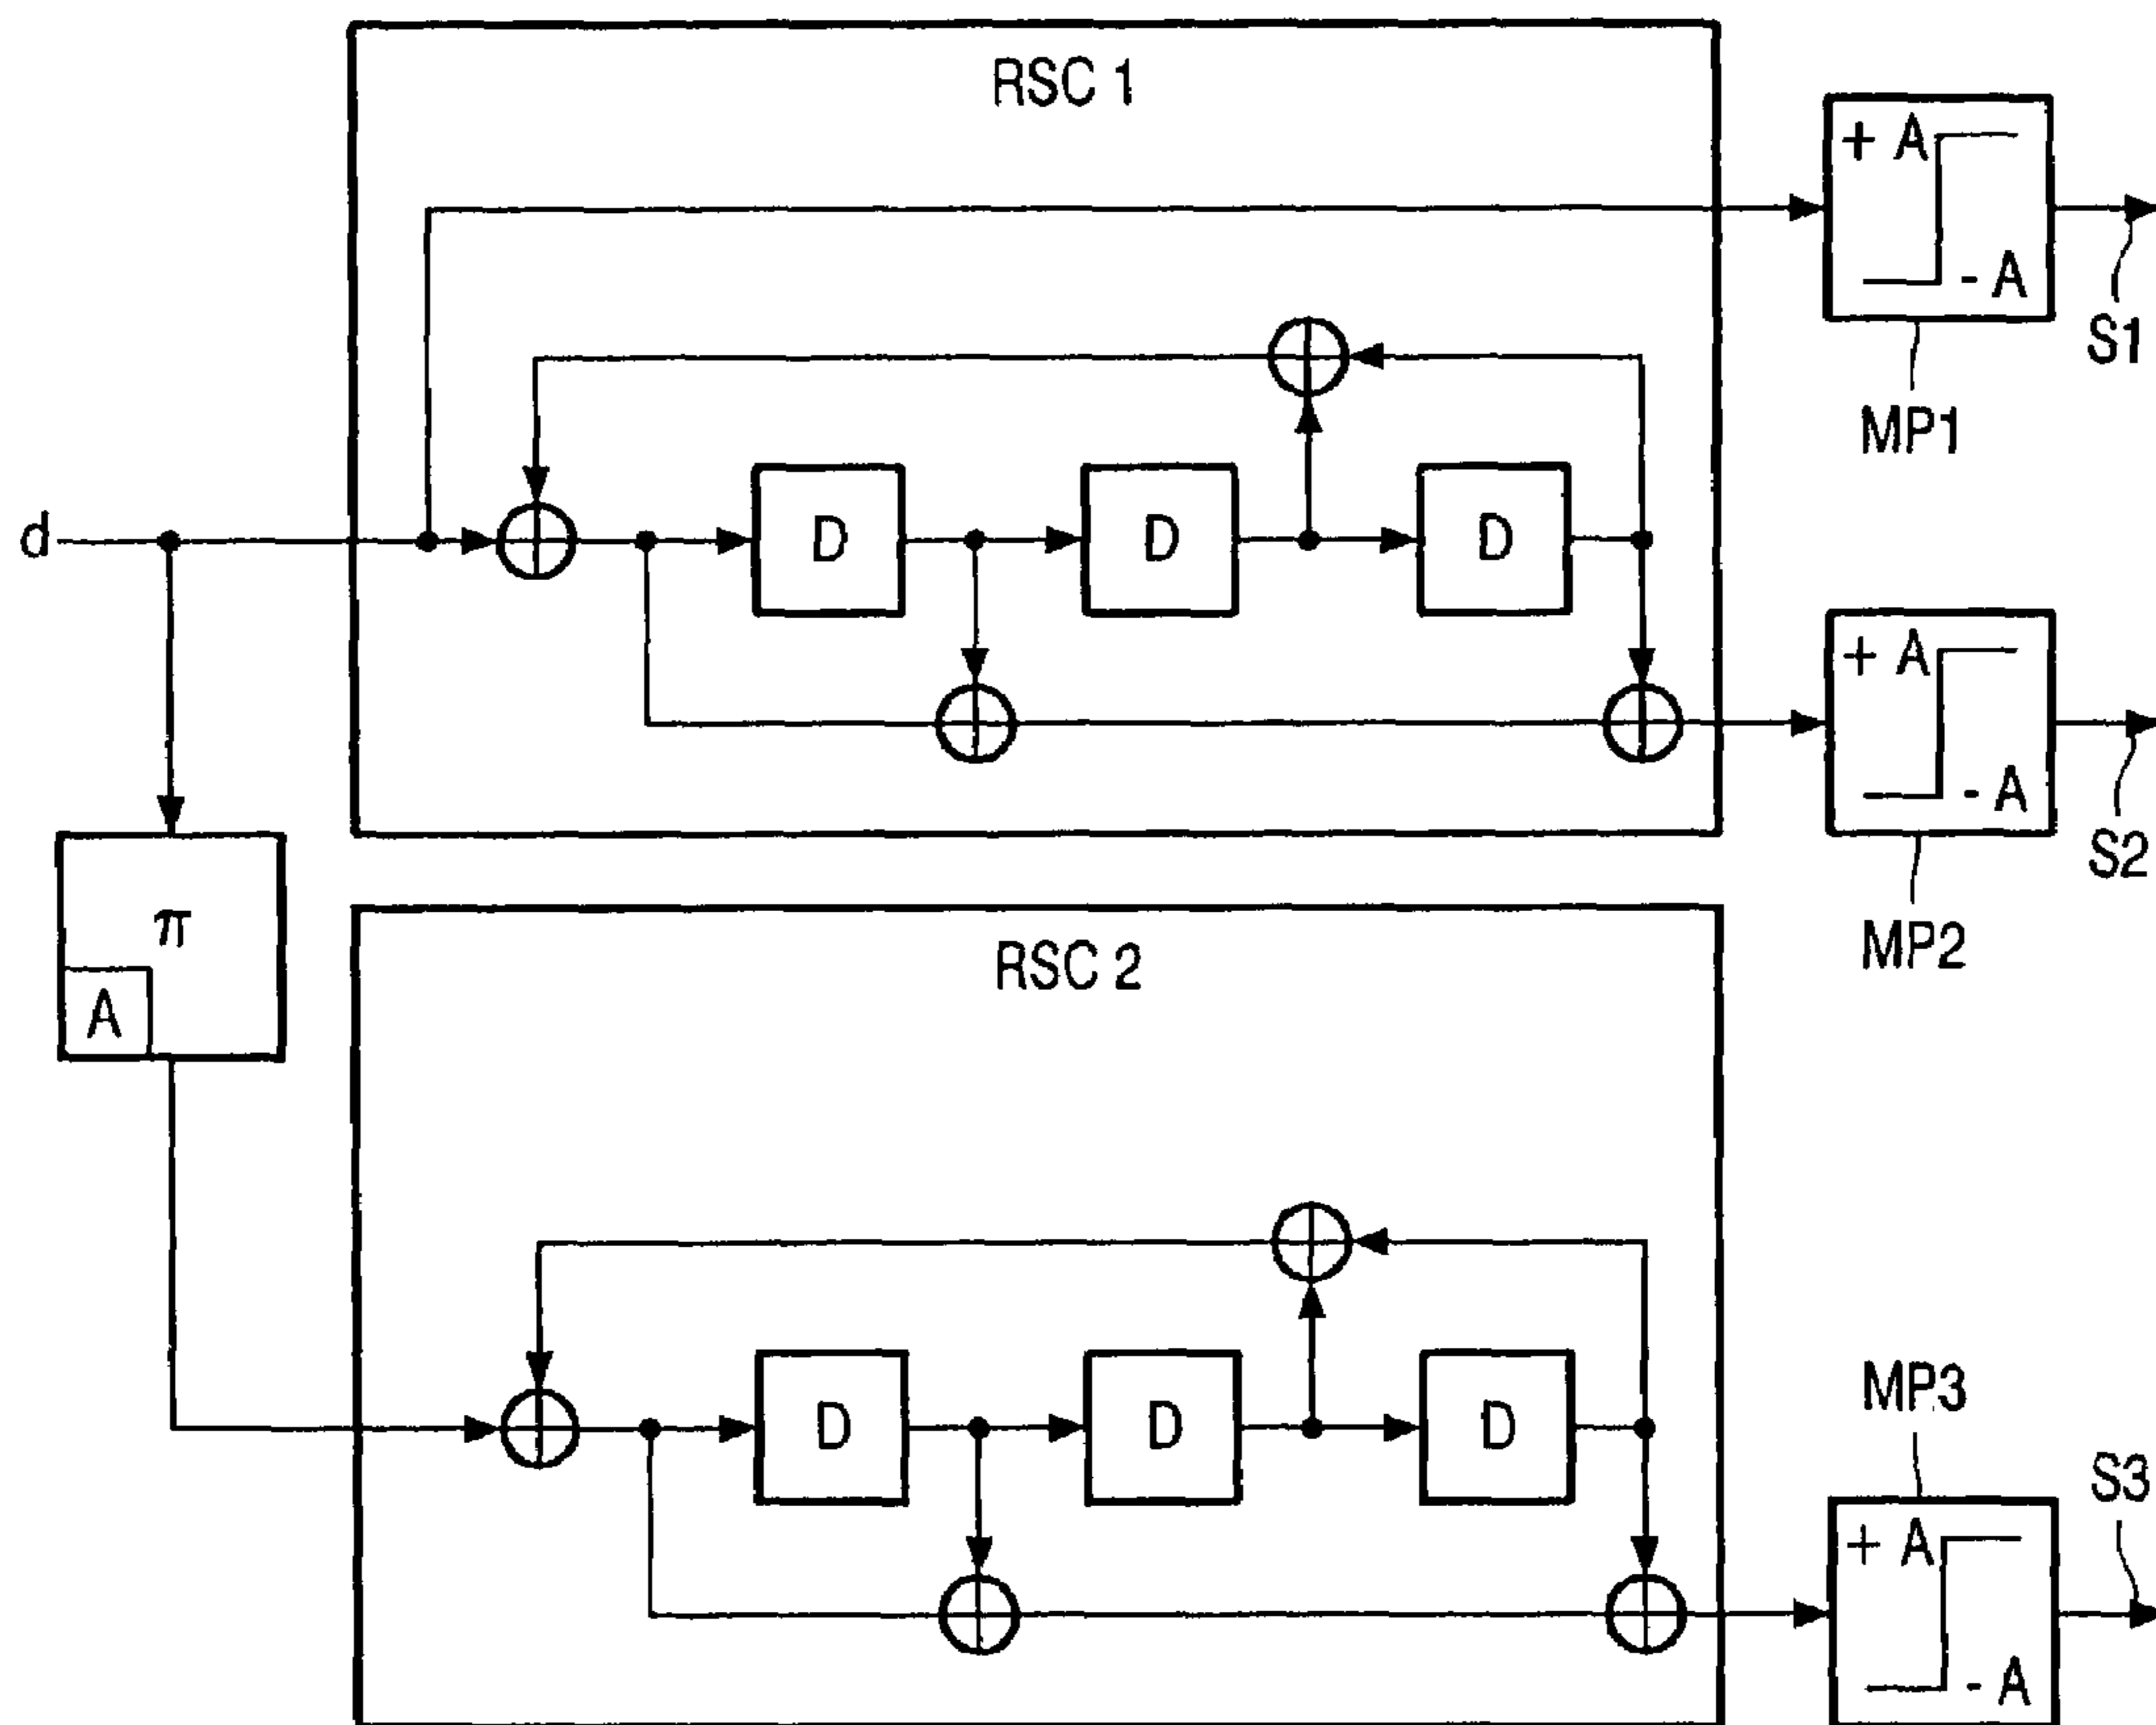 RSC 1
+ A
- A
S1
MP1
d
D
D
D
+ A
- A
S2
MP2
π
A
RSC 2
D
D
D
MP3
S3
+ A
- A